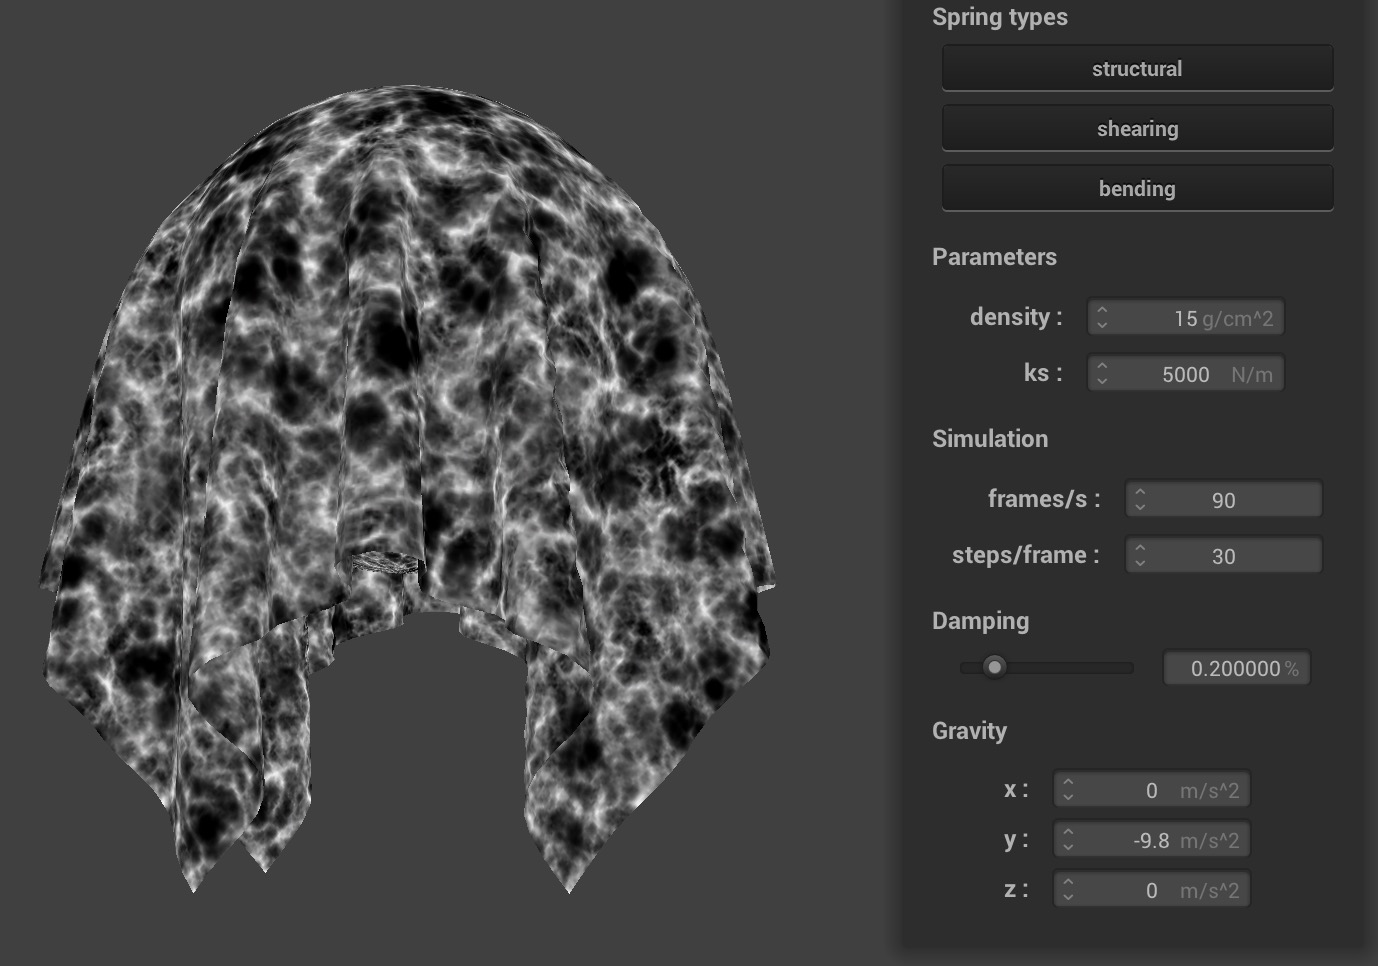 Spring types
structural
shearing
bending
Parameters
density : 15 g/cm^2
ks : 5000 N/m
Simulation
frames/s : 90
steps/frame : 30
Damping
0.200000 %
Gravity
x : 0 m/s^2
y : -9.8 m/s^2
z : 0 m/s^2